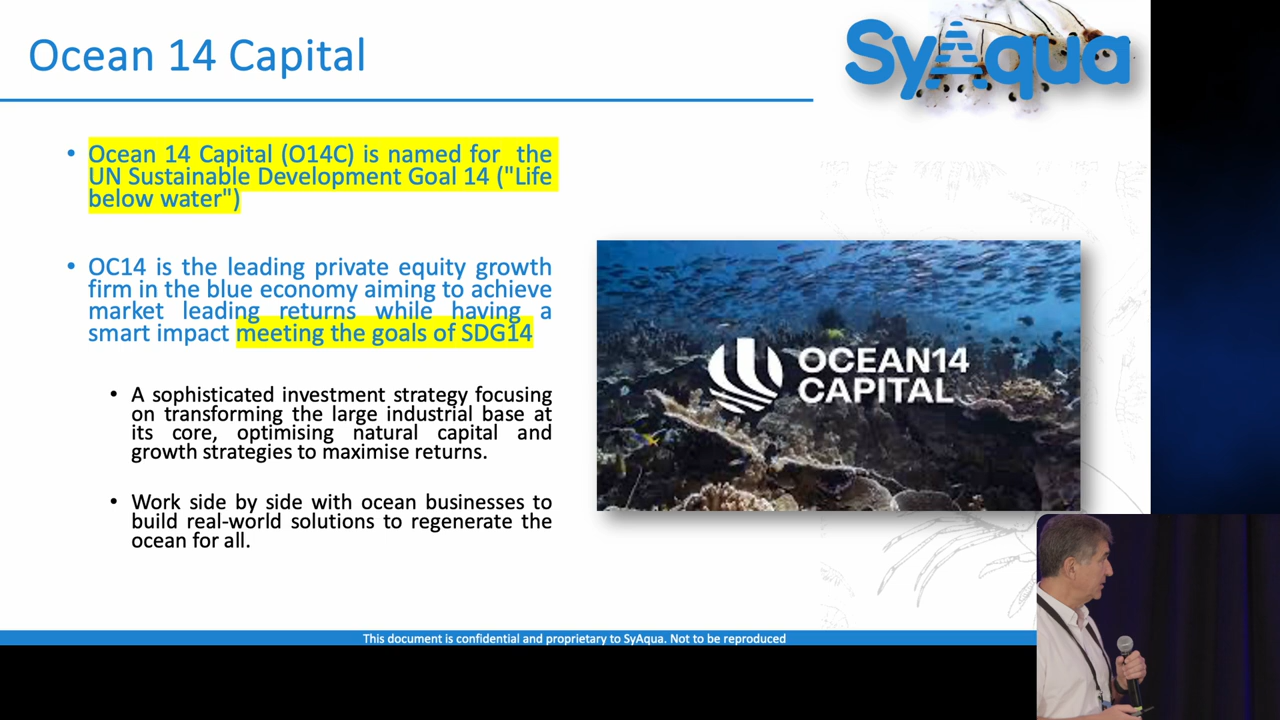 Ocean 14 Capital
SyAqua
• Ocean 14 Capital (O14C) is named for the
UN Sustainable Development Goal 14 ("Life
below water")
• OC14 is the leading private equity growth
firm in the blue economy aiming to achieve
market leading returns while having a
smart impact meeting the goals of SDG14
• A sophisticated investment strategy focusing
on transforming the large industrial base at
its core, optimising natural capital and
growth strategies to maximise returns.
• Work side by side with ocean businesses to
build real-world solutions to regenerate the
ocean for all.
OCEAN14
CAPITAL
This document is confidential and proprietary to SyAqua. Not to be reproduced